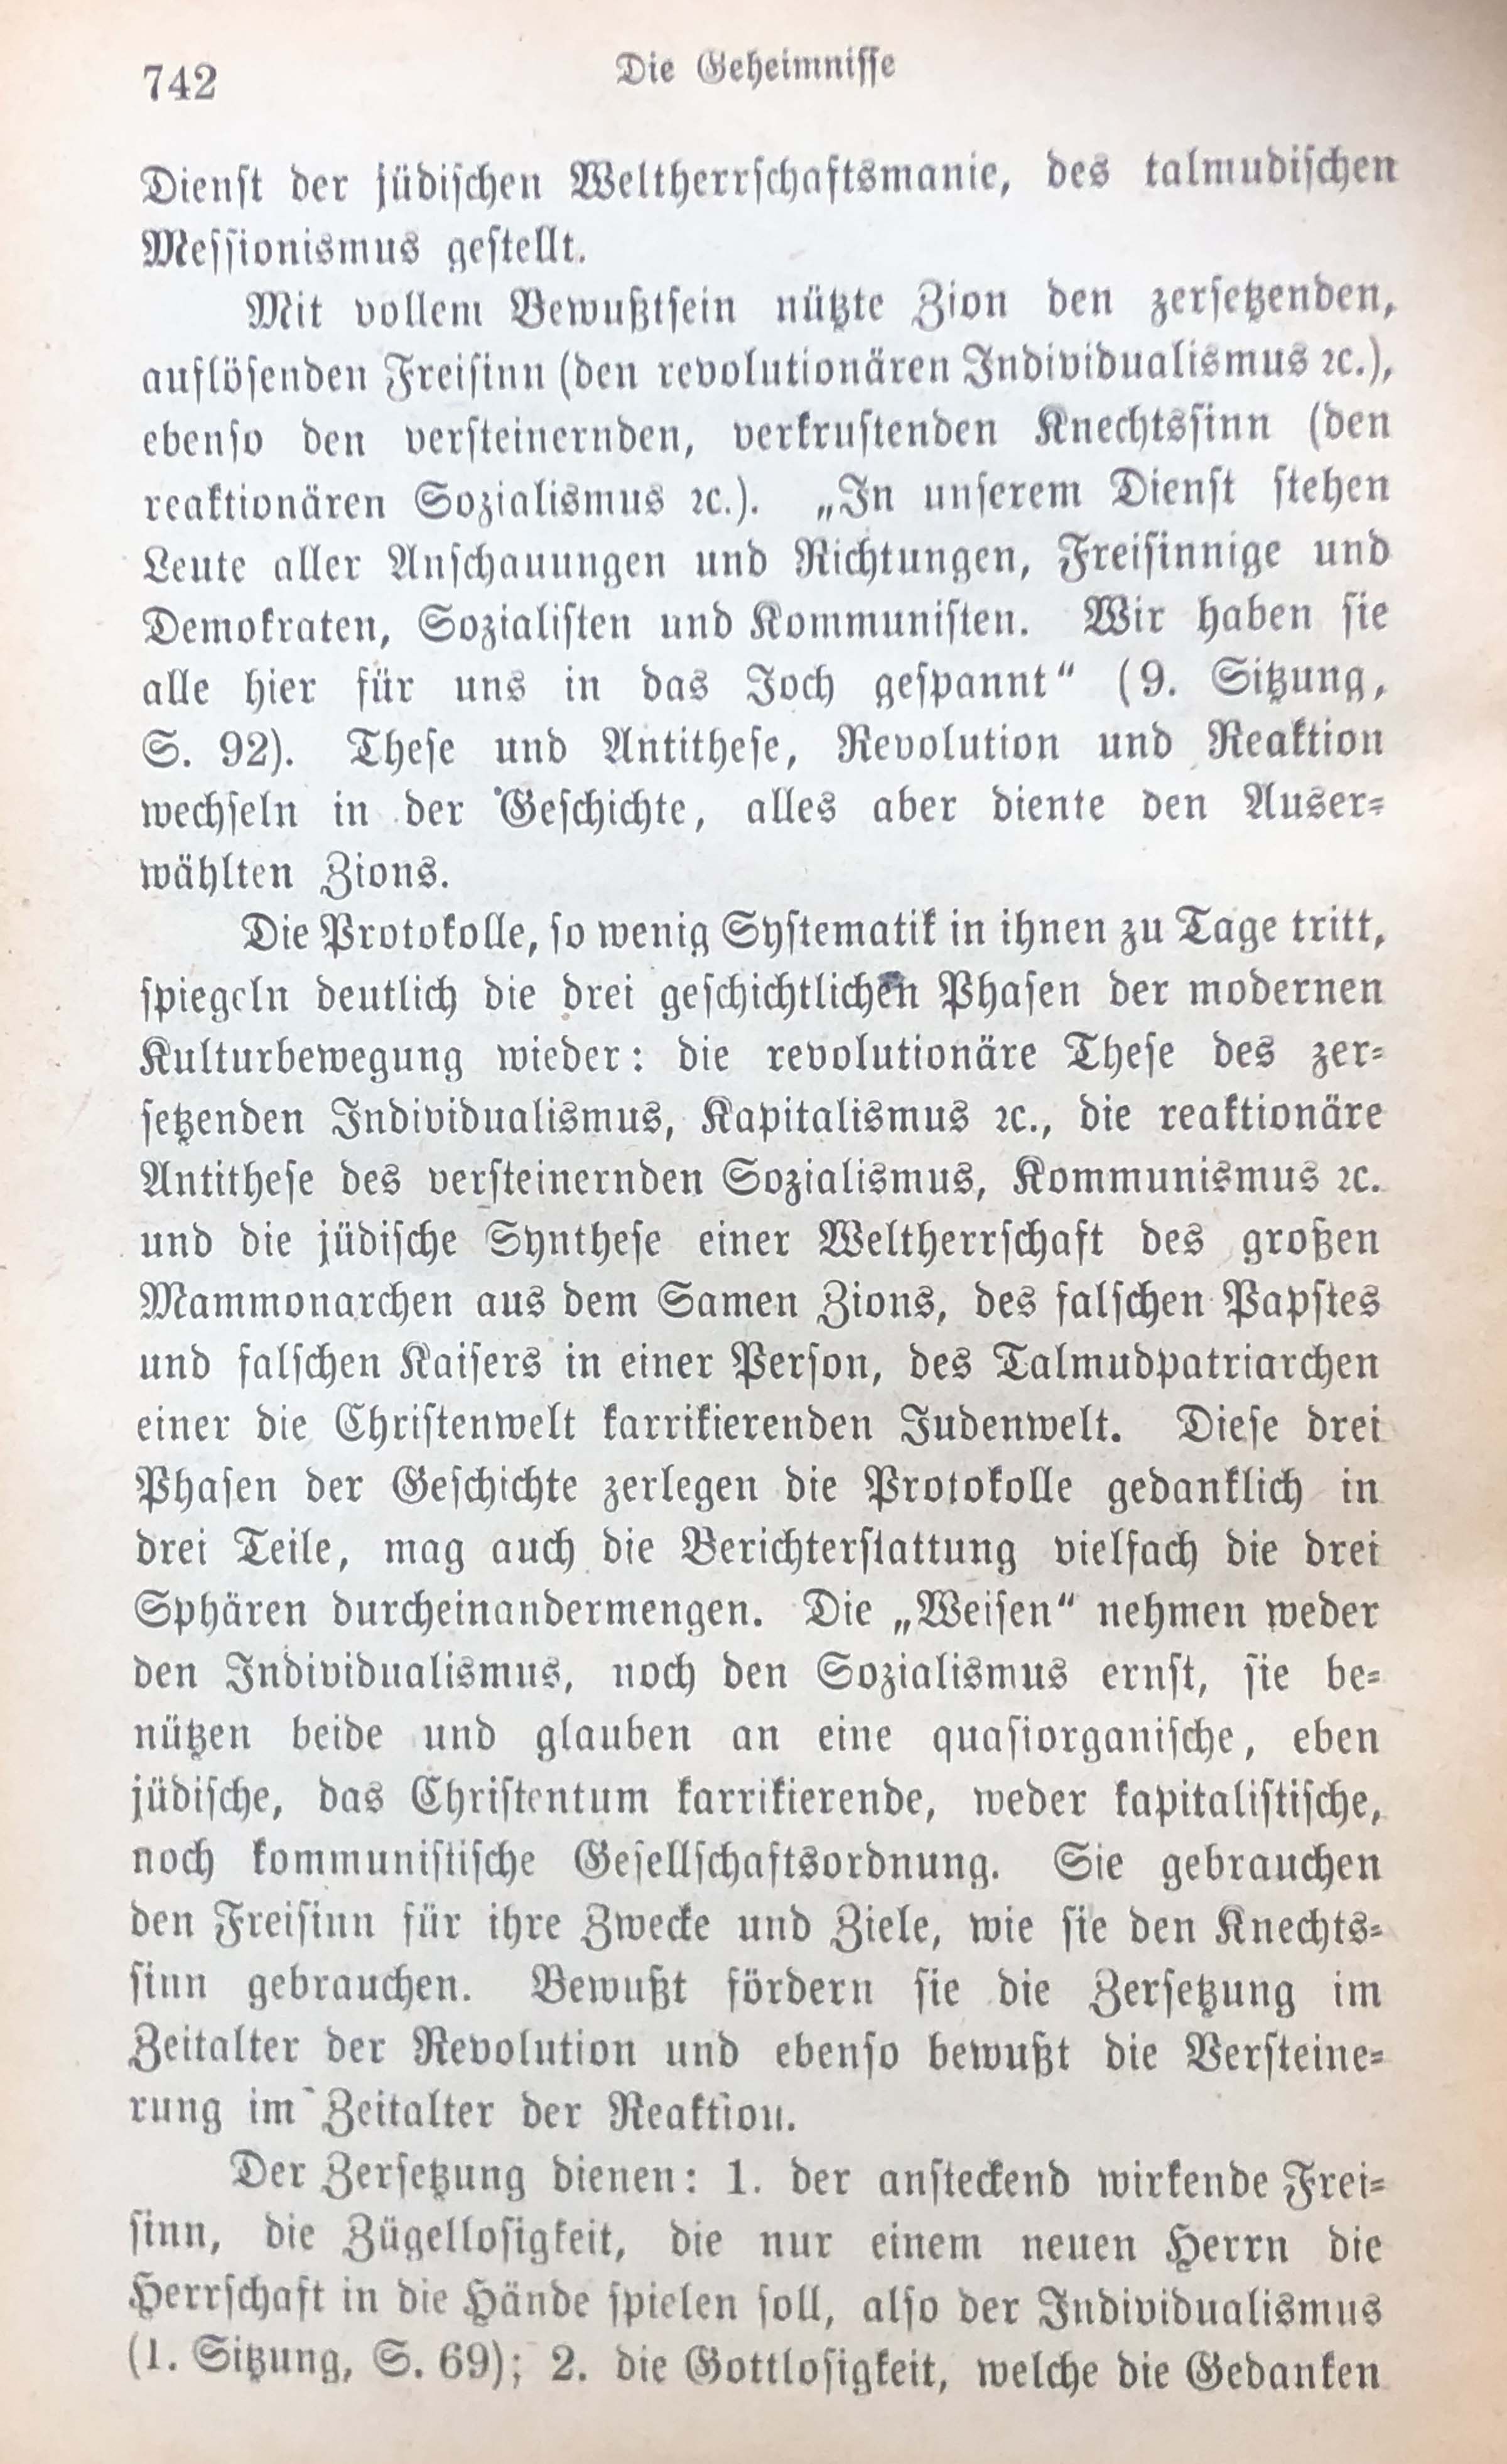 742
Die Geheimnisse
Dienst der jüdischen Weltherrschaftsmanie, des talmudischen
Messionismus gestellt.
Mit vollem Bewußtsein nützte Zion den zersetzenden,
auflösenden Freisinn (den revolutionären Individualismus ꝛc.),
ebenso den versteinernden, verkrustenden Knechtssinn (den
reaktionären Sozialismus ꝛc.). „In unserem Dienst stehen
Leute aller Anschauungen und Richtungen, Freisinnige und
Demokraten, Sozialisten und Kommunisten. Wir haben sie
alle hier für uns in das Joch gespannt“ (9. Sitzung,
S. 92). These und Antithese, Revolution und Reaktion
wechseln in der Geschichte, alles aber diente den Auser-
wählten Zions.
Die Protokolle, so wenig Systematik in ihnen zu Tage tritt,
spiegeln deutlich die drei geschichtlichen Phasen der modernen
Kulturbewegung wieder: die revolutionäre These des zer-
setzenden Individualismus, Kapitalismus ꝛc., die reaktionäre
Antithese des versteinernden Sozialismus, Kommunismus ꝛc.
und die jüdische Synthese einer Weltherrschaft des großen
Mammonarchen aus dem Samen Zions, des falschen Papstes
und falschen Kaisers in einer Person, des Talmudpatriarchen
einer die Christenwelt karrikierenden Judenwelt. Diese drei
Phasen der Geschichte zerlegen die Protokolle gedanklich in
drei Teile, mag auch die Berichterstattung vielfach die drei
Sphären durcheinandermengen. Die „Weisen“ nehmen weder
den Individualismus, noch den Sozialismus ernst, sie be-
nützen beide und glauben an eine quasiorganische, eben
jüdische, das Christentum karrikierende, weder kapitalistische,
noch kommunistische Gesellschaftsordnung. Sie gebrauchen
den Freisinn für ihre Zwecke und Ziele, wie sie den Knechts-
sinn gebrauchen. Bewußt fördern sie die Zersetzung im
Zeitalter der Revolution und ebenso bewußt die Versteine-
rung im Zeitalter der Reaktion.
Der Zersetzung dienen: 1. der ansteckend wirkende Frei-
sinn, die Zügellosigkeit, die nur einem neuen Herrn die
Herrschaft in die Hände spielen soll, also der Individualismus
(1. Sitzung, S. 69); 2. die Gottlosigkeit, welche die Gedanken